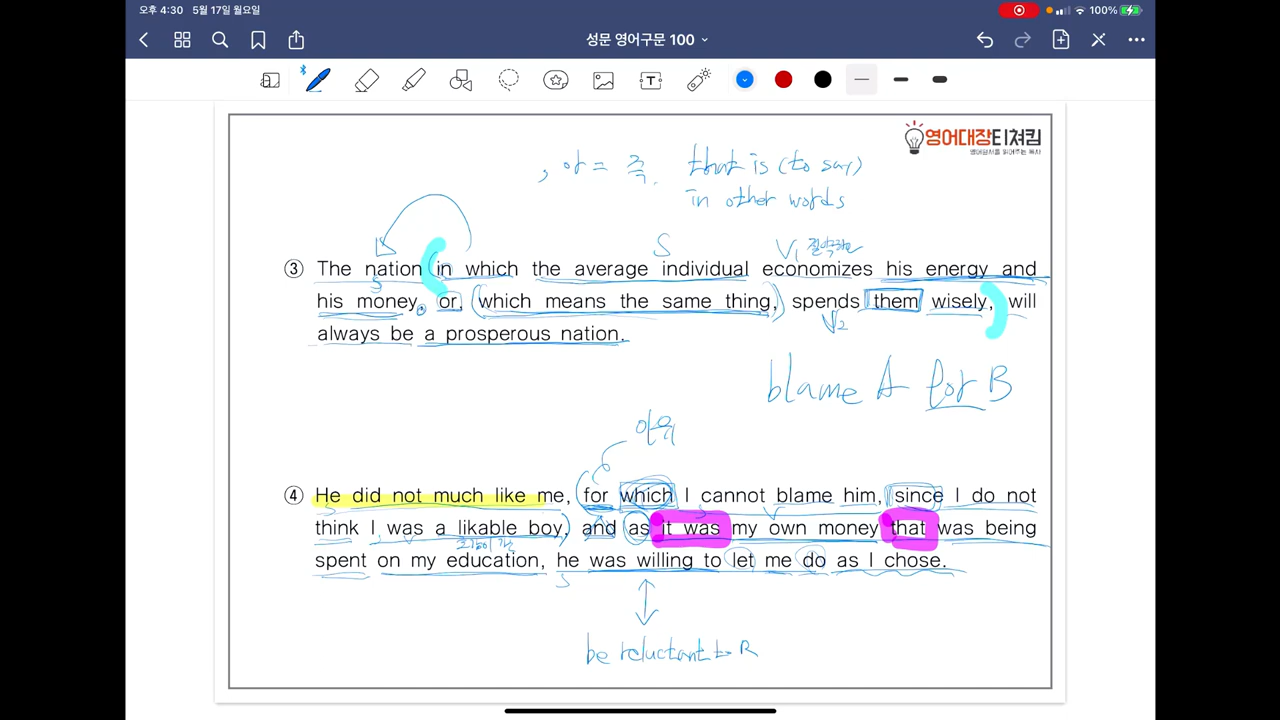 오후 4:30 5월 17일 월요일
100%
성문 영어구문 100
영어대장티쳐킴
, or = 즉. that is (to say)
in other words
S V1 절약하는
③ The nation in which the average individual economizes his energy and
S
his money, or, which means the same thing, spends them wisely, will
V2
always be a prosperous nation.
blame A for B
④ He did not much like me, for which I cannot blame him, since I do not
think I was a likable boy, and as it was my own money that was being
spent on my education, he was willing to let me do as I chose.
S
be reluctant to R